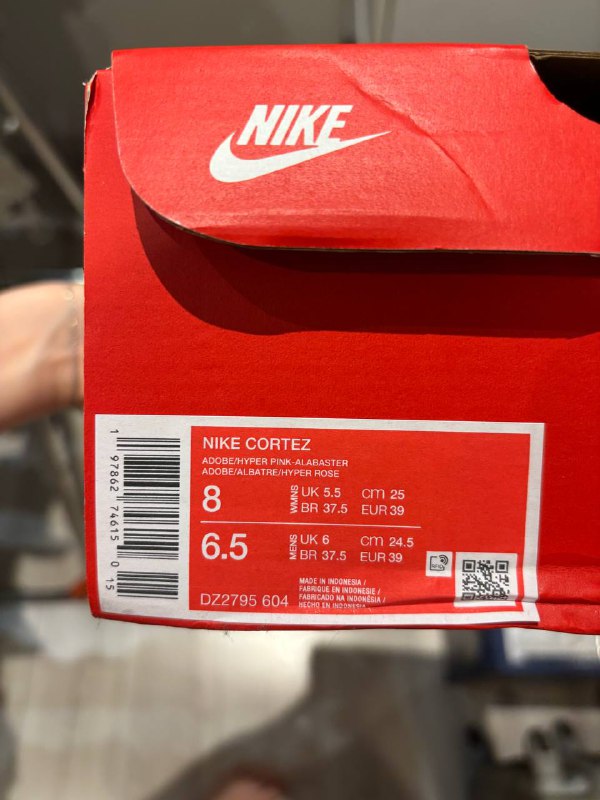 NIKE
NIKE CORTEZ
ADOBE/HYPER PINK-ALABASTER
ADOBE/ALBATRE/HYPER ROSE
8 WMNS UK 5.5 cm 25
BR 37.5 EUR 39
6.5 MENS UK 6 cm 24.5
BR 37.5 EUR 39
MADE IN INDONESIA /
FABRIQUE EN INDONESIE /
FABRICADO NA INDONÉSIA /
HECHO EN INDONESIA
DZ2795 604
1 97862 74615 0 15